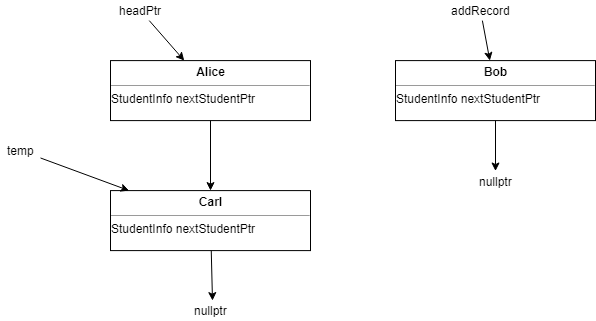 headPtr
Alice
StudentInfo nextStudentPtr
temp
Carl
StudentInfo nextStudentPtr
nullptr
addRecord
Bob
StudentInfo nextStudentPtr
nullptr